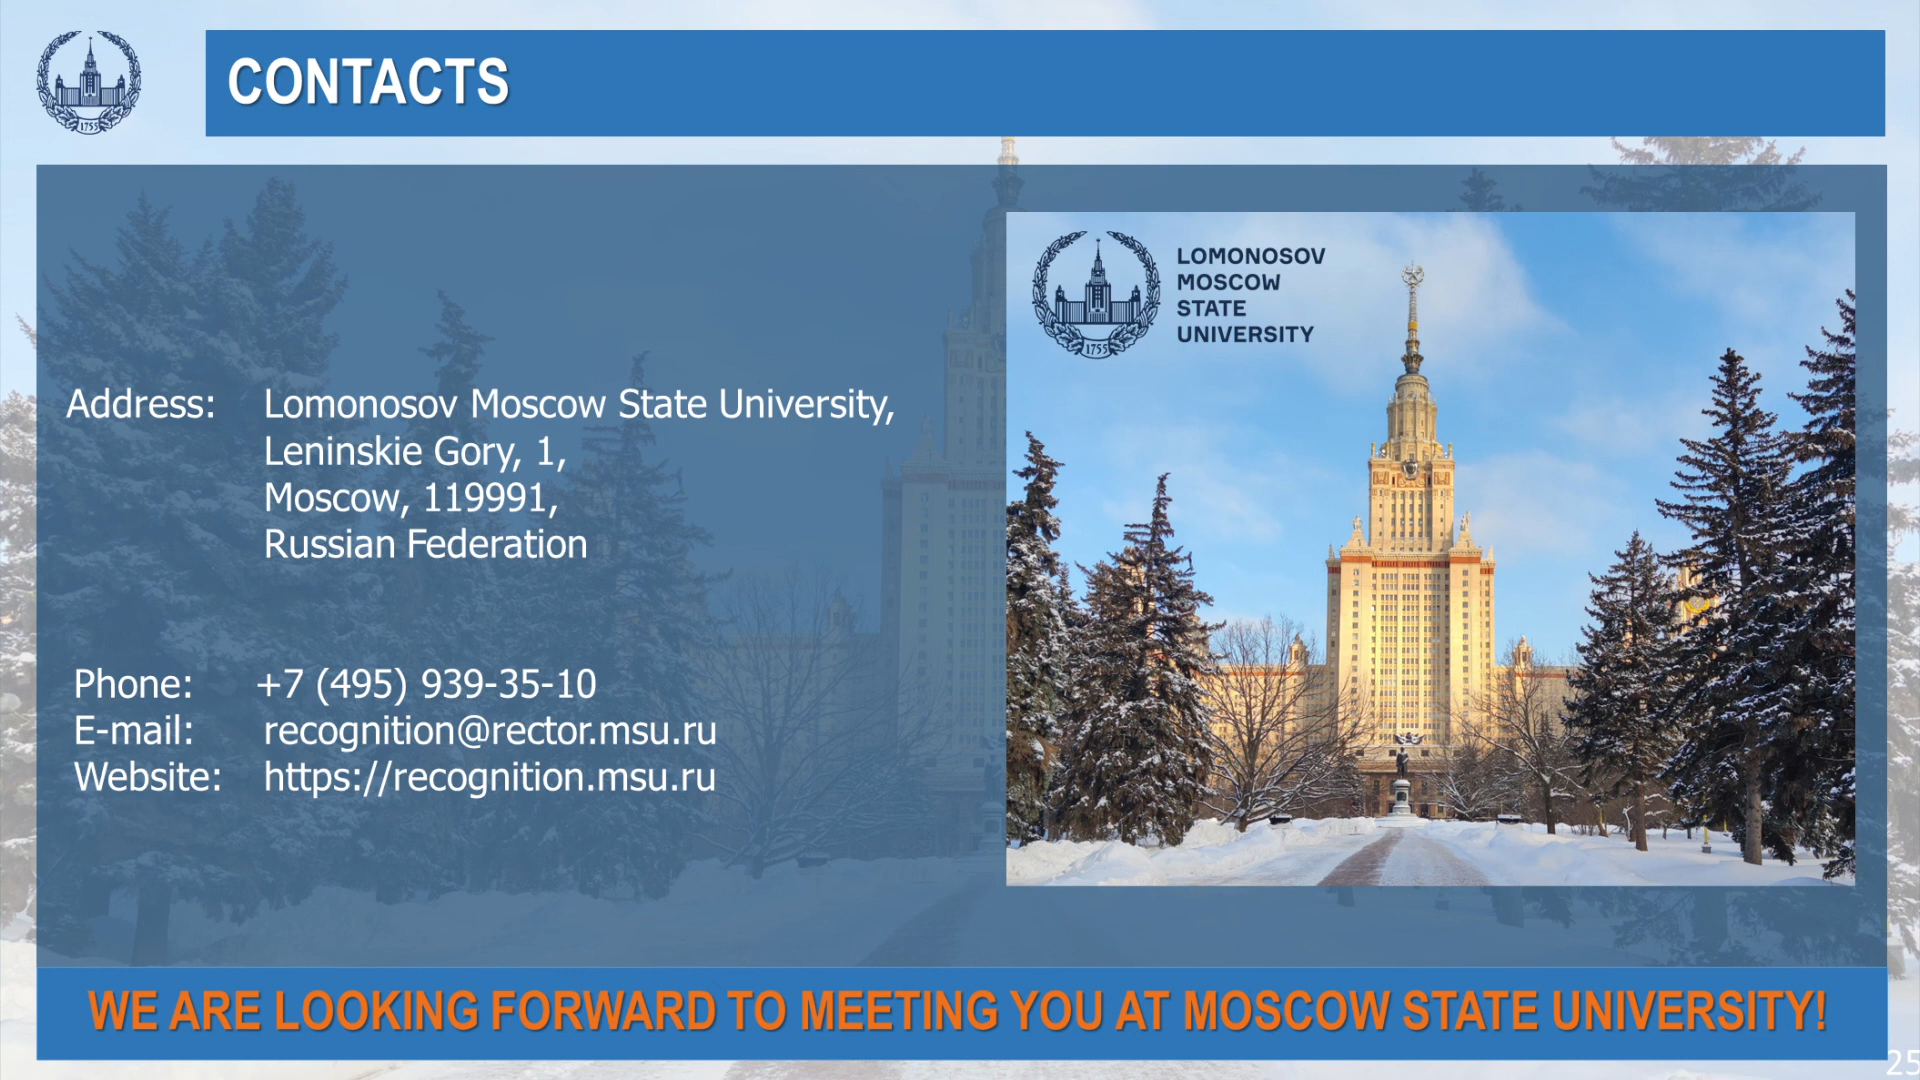 CONTACTS
1755
LOMONOSOV
MOSCOW
STATE
UNIVERSITY
1755
Address: Lomonosov Moscow State University,
Leninskie Gory, 1,
Moscow, 119991,
Russian Federation
Phone: +7 (495) 939-35-10
E-mail: recognition@rector.msu.ru
Website: https://recognition.msu.ru
WE ARE LOOKING FORWARD TO MEETING YOU AT MOSCOW STATE UNIVERSITY!
25